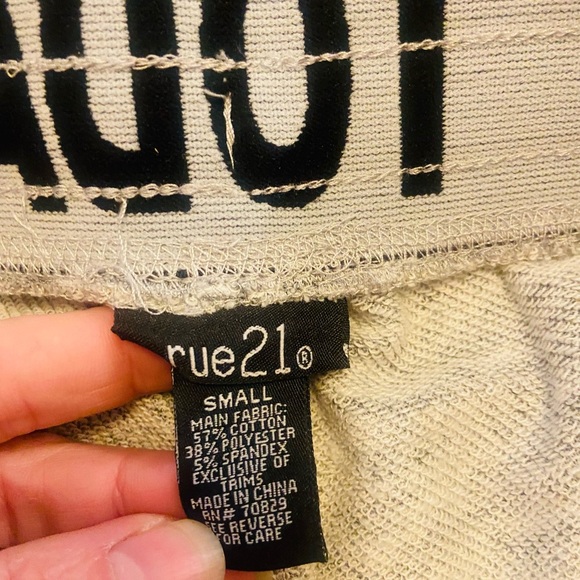 rue21®
SMALL
MAIN FABRIC:
57% COTTON
38% POLYESTER
5% SPANDEX
EXCLUSIVE OF
TRIMS
MADE IN CHINA
RN# 70829
SEE REVERSE
FOR CARE